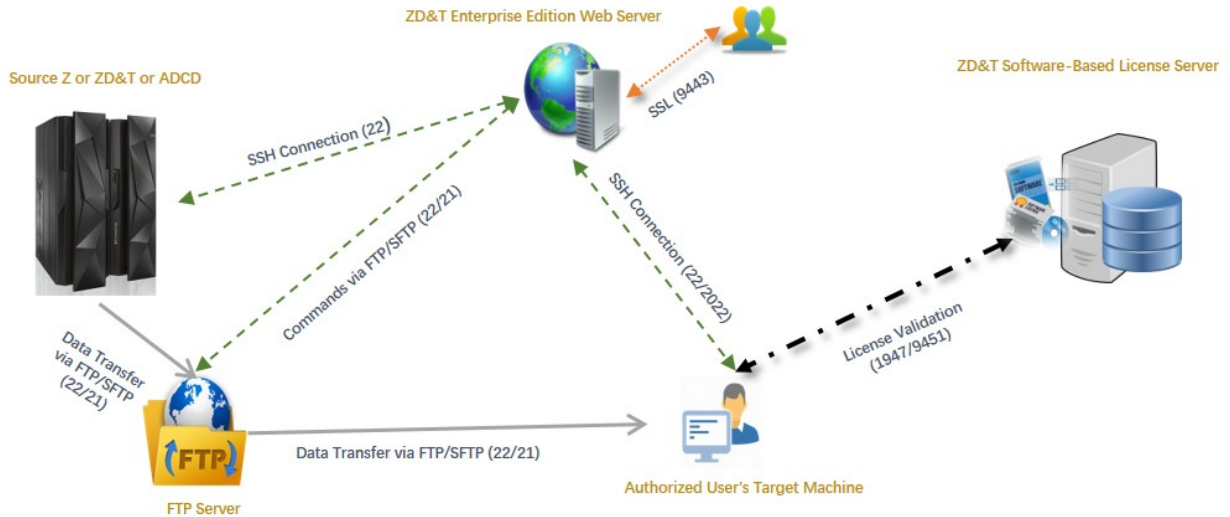 ZD&T Enterprise Edition Web Server
Source Z or ZD&T or ADCD
ZD&T Software-Based License Server
SSL (9443)
SSH Connection (22)
Commands via FTP/SFTP (22/21)
SSH Connection (22/2022)
SOFTWARE
License Validation
(1947/9451)
Data Transfer
via FTP/SFTP
(22/21)
FTP
Data Transfer via FTP/SFTP (22/21)
Authorized User's Target Machine
FTP Server